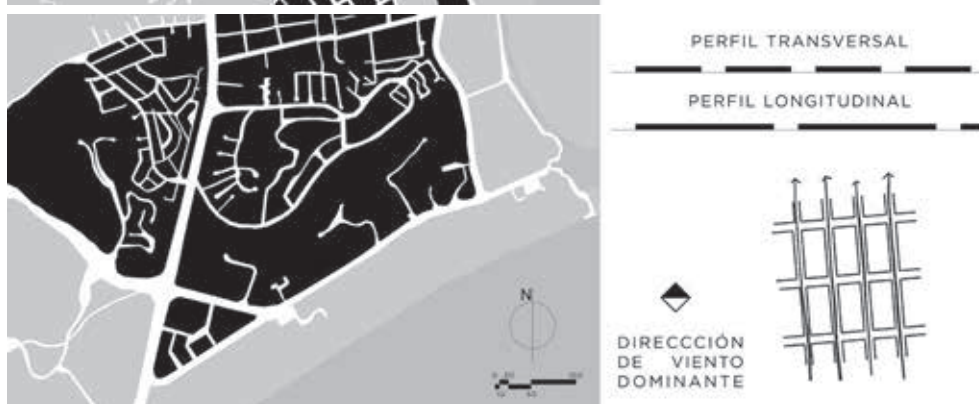 PERFIL TRANSVERSAL
PERFIL LONGITUDINAL
N
DIRECCCIÓN
DE VIENTO
DOMINANTE